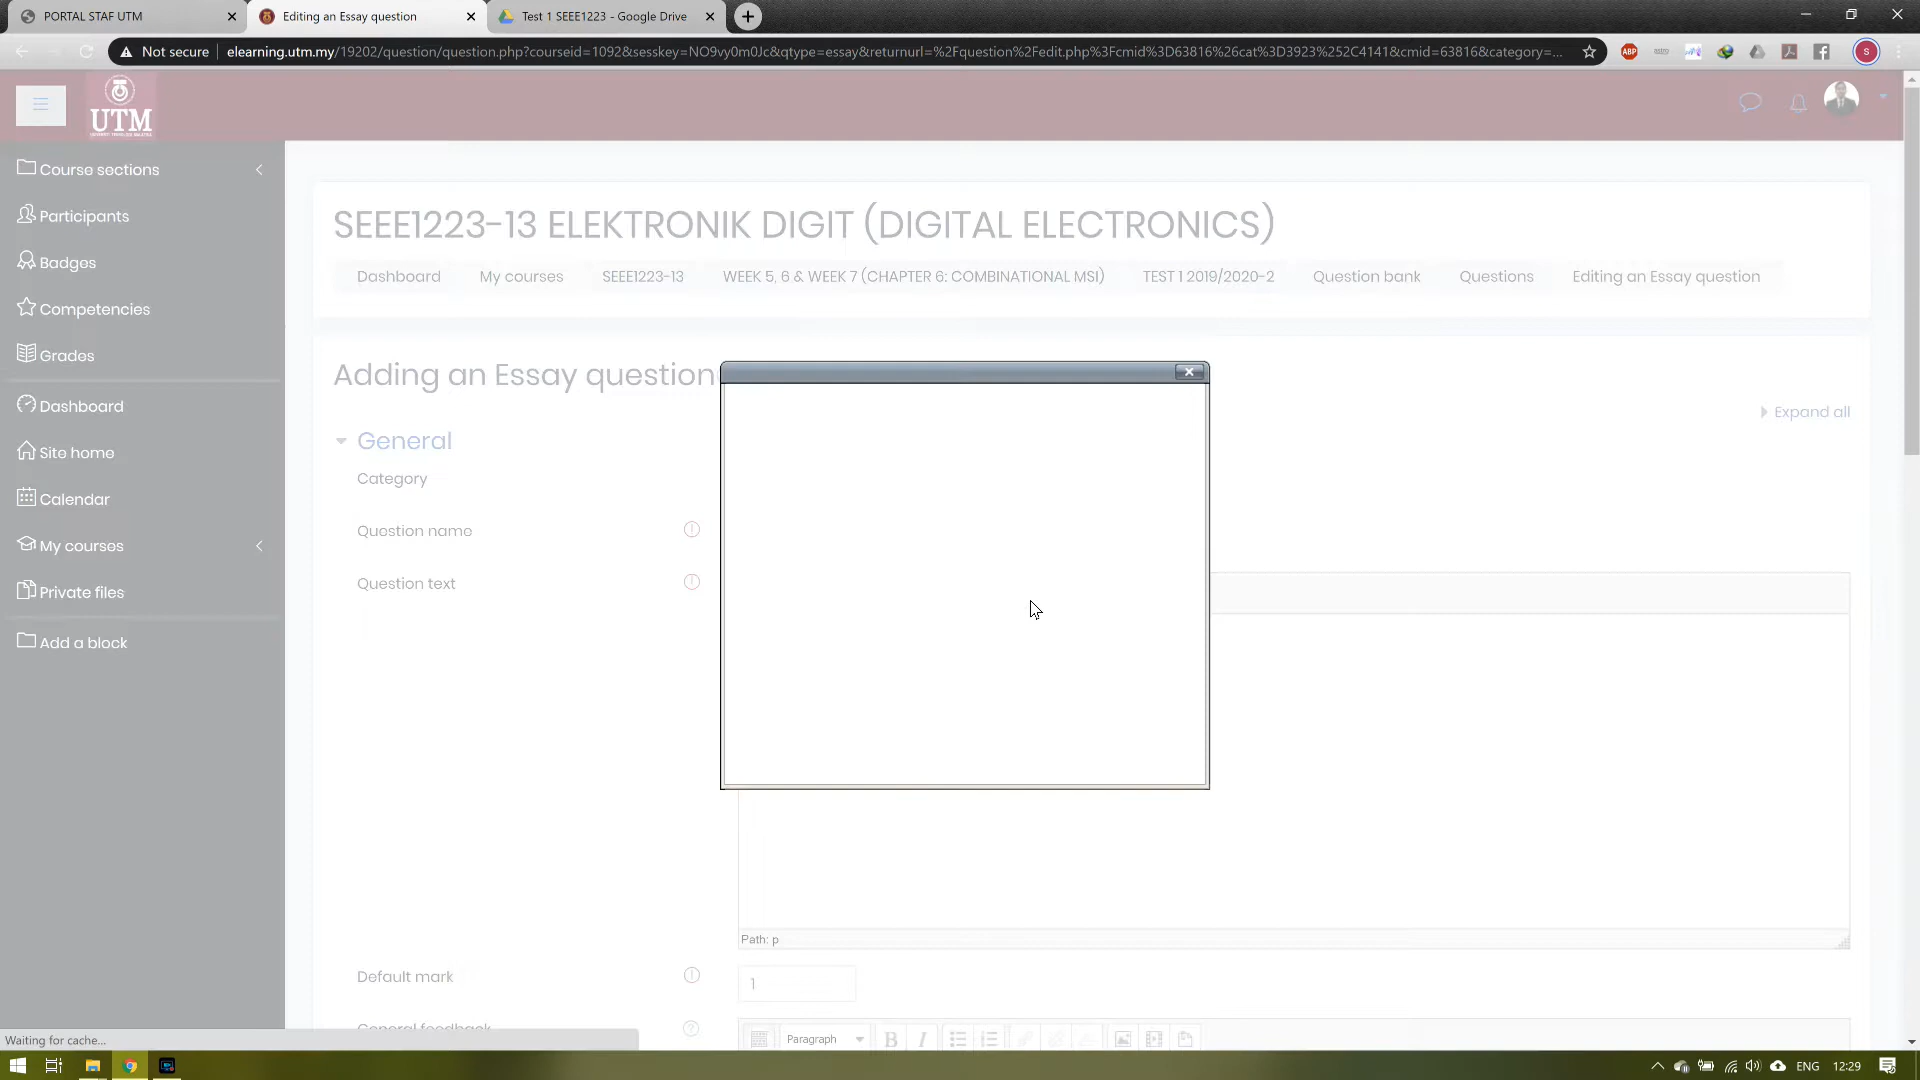 PORTAL STAF UTM
Editing an Essay question
Test 1 SEEE1223 - Google Drive
Not secure
elearning.utm.my/19202/question/question.php?courseid=1092&sesskey=NO9vy0m0Jc&qtype=essay&returnurl=%2Fquestion%2Fedit.php%3Fcmid%3D63816%26cat%3D3923%252C4141&cmid=63816&category=...
ABP
S
UTM
Course sections
Participants
Badges
Competencies
Grades
Dashboard
Site home
Calendar
My courses
Private files
Add a block
SEEE1223-13 ELEKTRONIK DIGIT (DIGITAL ELECTRONICS)
Dashboard
My courses
SEEE1223-13
WEEK 5, 6 & WEEK 7 (CHAPTER 6: COMBINATIONAL MSI)
TEST 1 2019/2020-2
Question bank
Questions
Editing an Essay question
Adding an Essay question
Expand all
General
Category
Question name
Question text
Path: p
Default mark
1
General feedback
Paragraph
B
I
Waiting for cache...
ENG
12:29